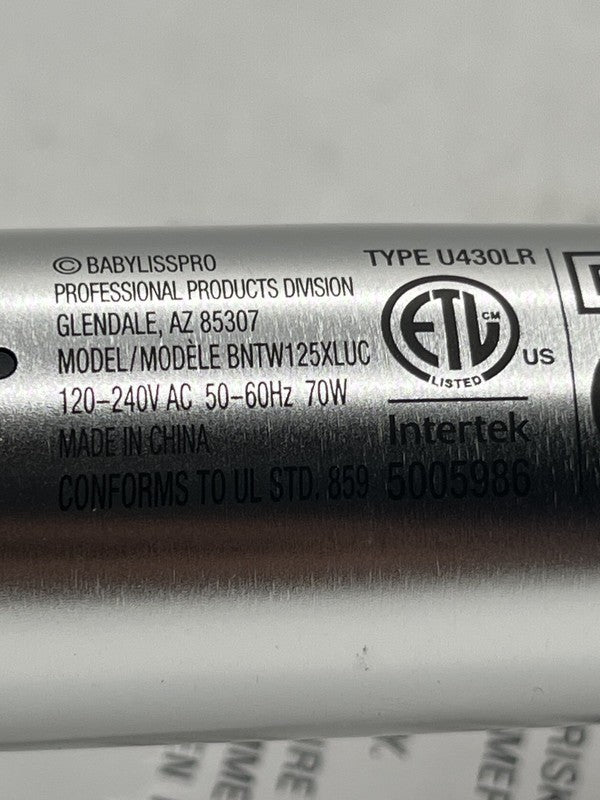 © BABYLISSPRO
PROFESSIONAL PRODUCTS DIVISION
GLENDALE, AZ 85307
MODEL/MODÈLE BNTW125XLUC
120-240V AC 50-60Hz 70W
MADE IN CHINA
CONFORMS TO UL STD. 859
TYPE U430LR
ETL CM
LISTED
US
Intertek
5005986